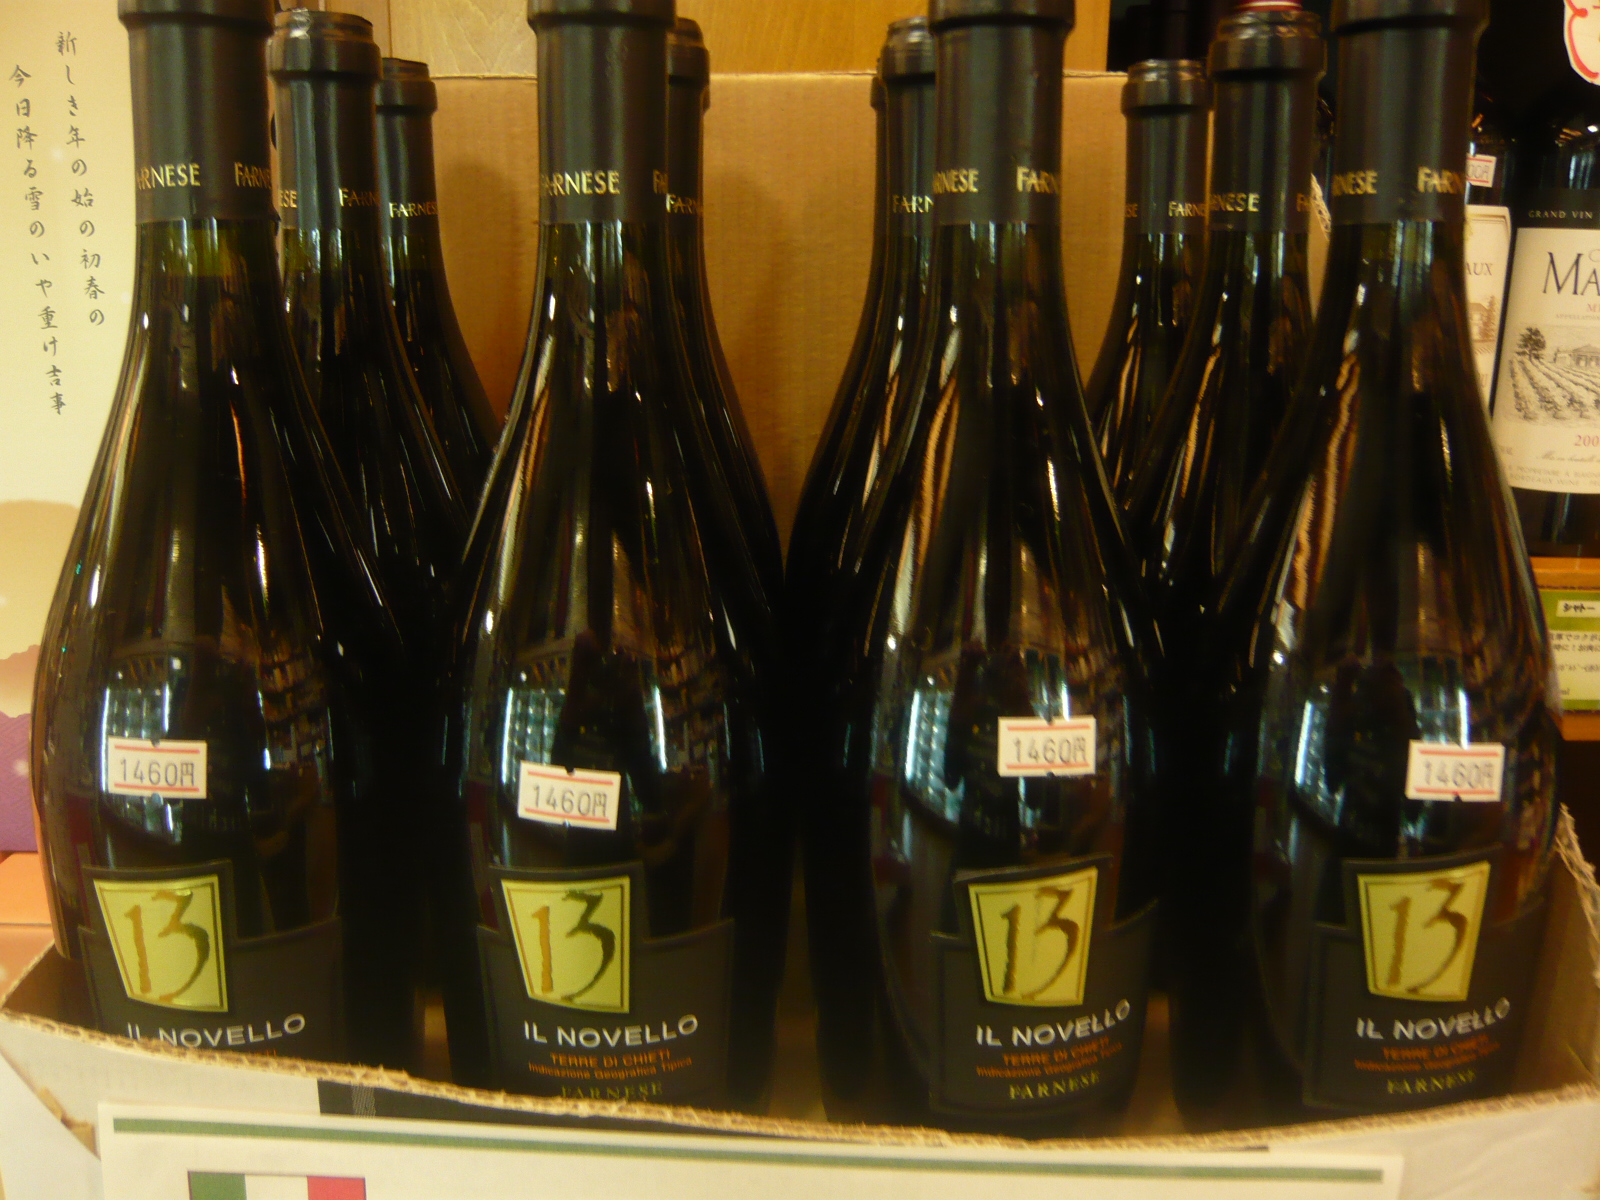 新しき年の始の初春の
今日降る雪のいや重け吉事
FARNESE
FARNESE
FARNESE
FARNESE
FARNESE
GRAND VIN
1460円
1460円
1460円
1460円
13
IL NOVELLO
13
IL NOVELLO
TERRE DI CHIETI
Indicazione Geografica Tipica
FARNESE
13
IL NOVELLO
TERRE DI CHIETI
Indicazione Geografica Tipica
FARNESE
13
IL NOVELLO
TERRE DI CHIETI
Indicazione Geografica Tipica
FARNESE